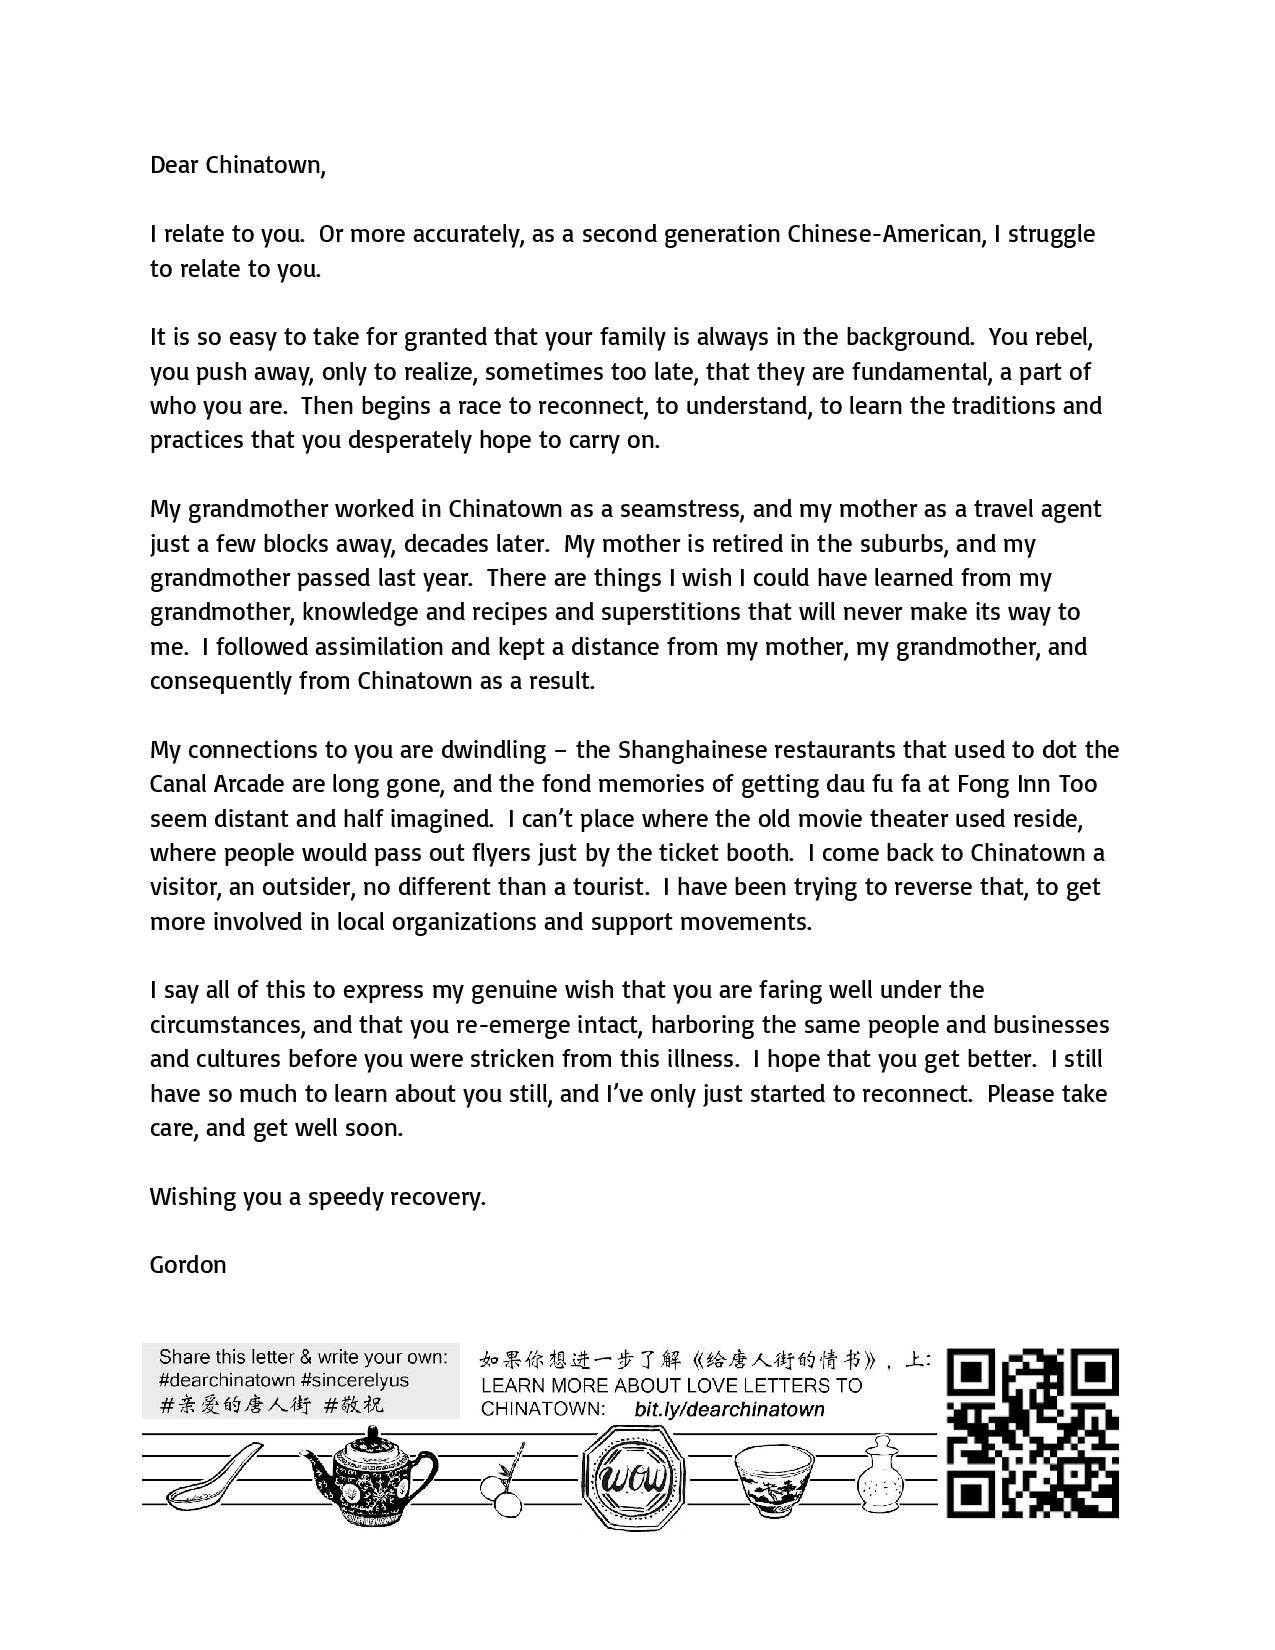 Dear Chinatown,
I relate to you.  Or more accurately, as a second generation Chinese-American, I struggle
to relate to you.
It is so easy to take for granted that your family is always in the background.  You rebel,
you push away, only to realize, sometimes too late, that they are fundamental, a part of
who you are.  Then begins a race to reconnect, to understand, to learn the traditions and
practices that you desperately hope to carry on.
My grandmother worked in Chinatown as a seamstress, and my mother as a travel agent
just a few blocks away, decades later.  My mother is retired in the suburbs, and my
grandmother passed last year.  There are things I wish I could have learned from my
grandmother, knowledge and recipes and superstitions that will never make its way to
me.  I followed assimilation and kept a distance from my mother, my grandmother, and
consequently from Chinatown as a result.
My connections to you are dwindling – the Shanghainese restaurants that used to dot the
Canal Arcade are long gone, and the fond memories of getting dau fu fa at Fong Inn Too
seem distant and half imagined.  I can’t place where the old movie theater used reside,
where people would pass out flyers just by the ticket booth.  I come back to Chinatown a
visitor, an outsider, no different than a tourist.  I have been trying to reverse that, to get
more involved in local organizations and support movements.
I say all of this to express my genuine wish that you are faring well under the
circumstances, and that you re-emerge intact, harboring the same people and businesses
and cultures before you were stricken from this illness.  I hope that you get better.  I still
have so much to learn about you still, and I’ve only just started to reconnect.  Please take
care, and get well soon.
Wishing you a speedy recovery.
Gordon
Share this letter & write your own:
#dearchinatown #sincerelyus
#亲爱的唐人街 #敬祝
如果你想进一步了解《给唐人街的情书》，上:
LEARN MORE ABOUT LOVE LETTERS TO
CHINATOWN: bit.ly/dearchinatown
WOW